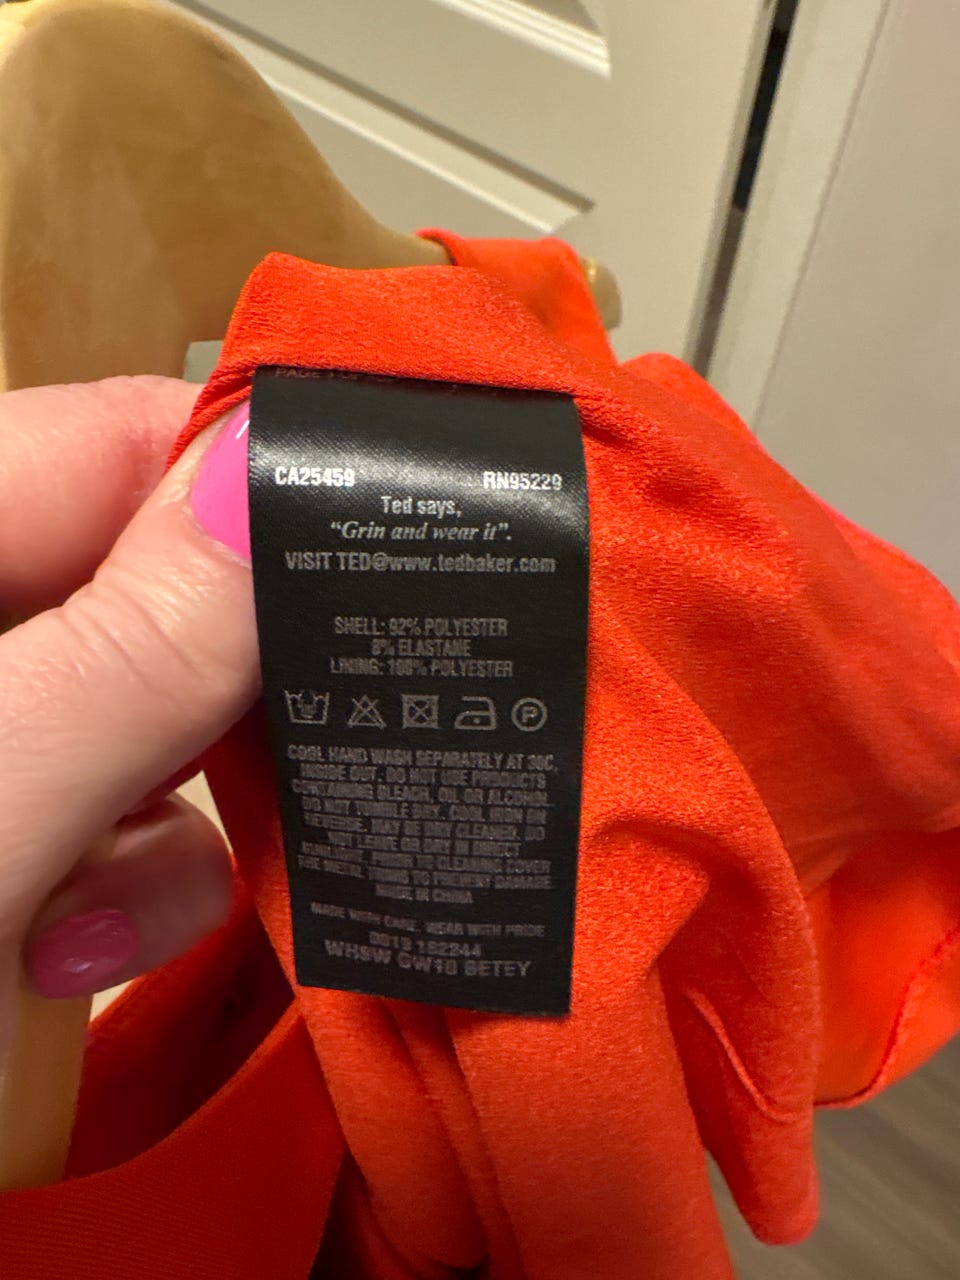 CA25459 RN95229
Ted says,
“Grin and wear it”.
VISIT TED@www.tedbaker.com
SHELL: 92% POLYESTER
8% ELASTANE
LINING: 100% POLYESTER
P
COOL HAND WASH SEPARATELY AT 30C,
INSIDE OUT. DO NOT USE PRODUCTS
CONTAINING BLEACH, OIL OR ALCOHOL.
DO NOT TUMBLE DRY. COOL IRON ON
REVERSE. MAY BE DRY CLEANED. DO
NOT LEAVE OR DRY IN DIRECT
SUNLIGHT. PRIOR TO CLEANING COVER
THE METAL TRIMS TO PREVENT DAMAGE
MADE IN CHINA
MADE WITH CARE. WEAR WITH PRIDE
182244
WH8W GW10 BETEY